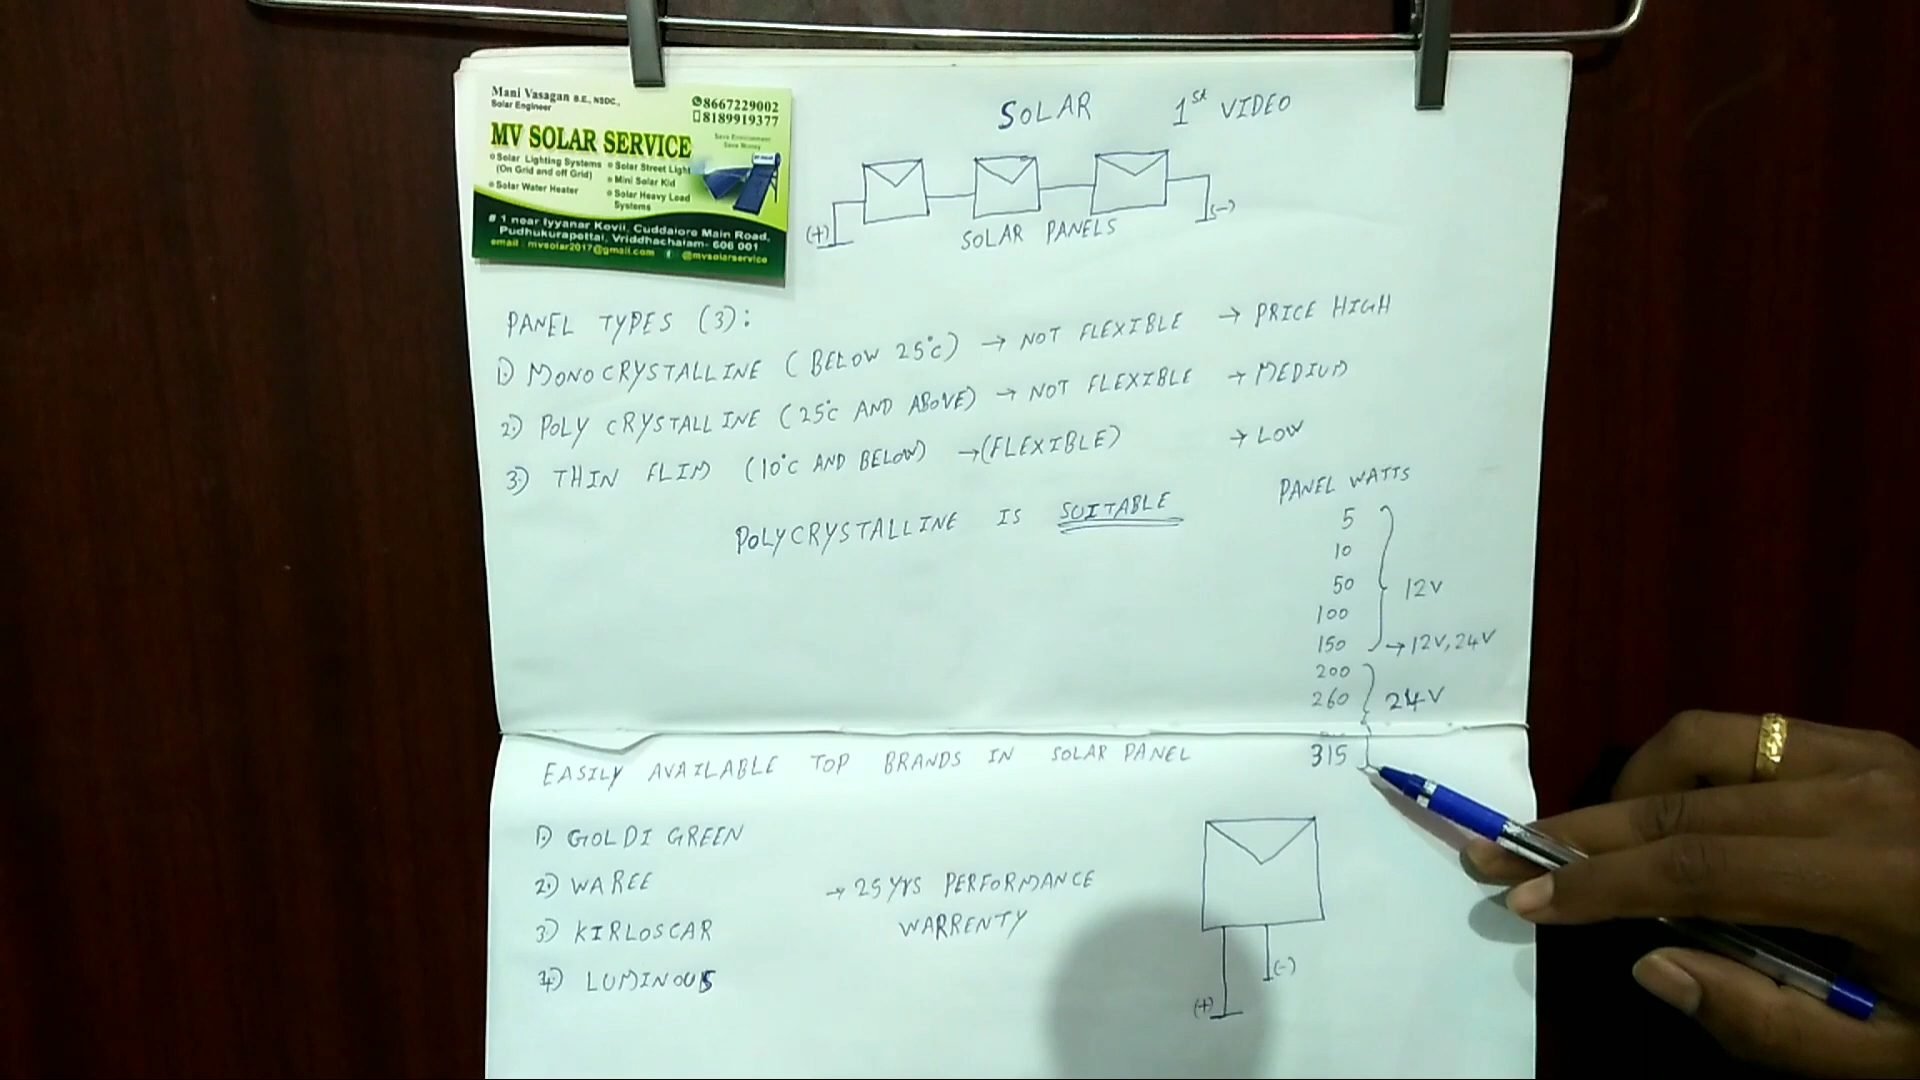 Mani Vasagan B.E., NSDC.,
Solar Engineer
8667229002
8189919377
MV SOLAR SERVICE
Save Environment
Save Money
Solar Lighting Systems
(On Grid and off Grid)
Solar Water Heater
Solar Street Light
Mini Solar Kid
Solar Heavy Load
Systems
# 1 near Iyyanar Kovil, Cuddalore Main Road,
Pudhukurapettai, Vriddhachalam- 606 001
email : mvsolar2017@gmail.com f @mvsolarservice
SOLAR 1st VIDEO
(+) (-)
SOLAR PANELS
PANEL TYPES (3):
1) MONOCRYSTALLINE (BELOW 25°C) → NOT FLEXIBLE → PRICE HIGH
2) POLY CRYSTALLINE (25°C AND ABOVE) → NOT FLEXIBLE → MEDIUM
3) THIN FLIM (10°C AND BELOW) → (FLEXIBLE) → LOW
POLYCRYSTALLINE IS SUITABLE
PANEL WATTS
5
10
50 12V
100
150 → 12V, 24V
200
260 24V
315
EASILY AVAILABLE TOP BRANDS IN SOLAR PANEL
1) GOLDI GREEN
2) WAREE
3) KIRLOSCAR
4) LUMINOUS
→ 25 yrs PERFORMANCE
WARRENTY
(-)
(+)